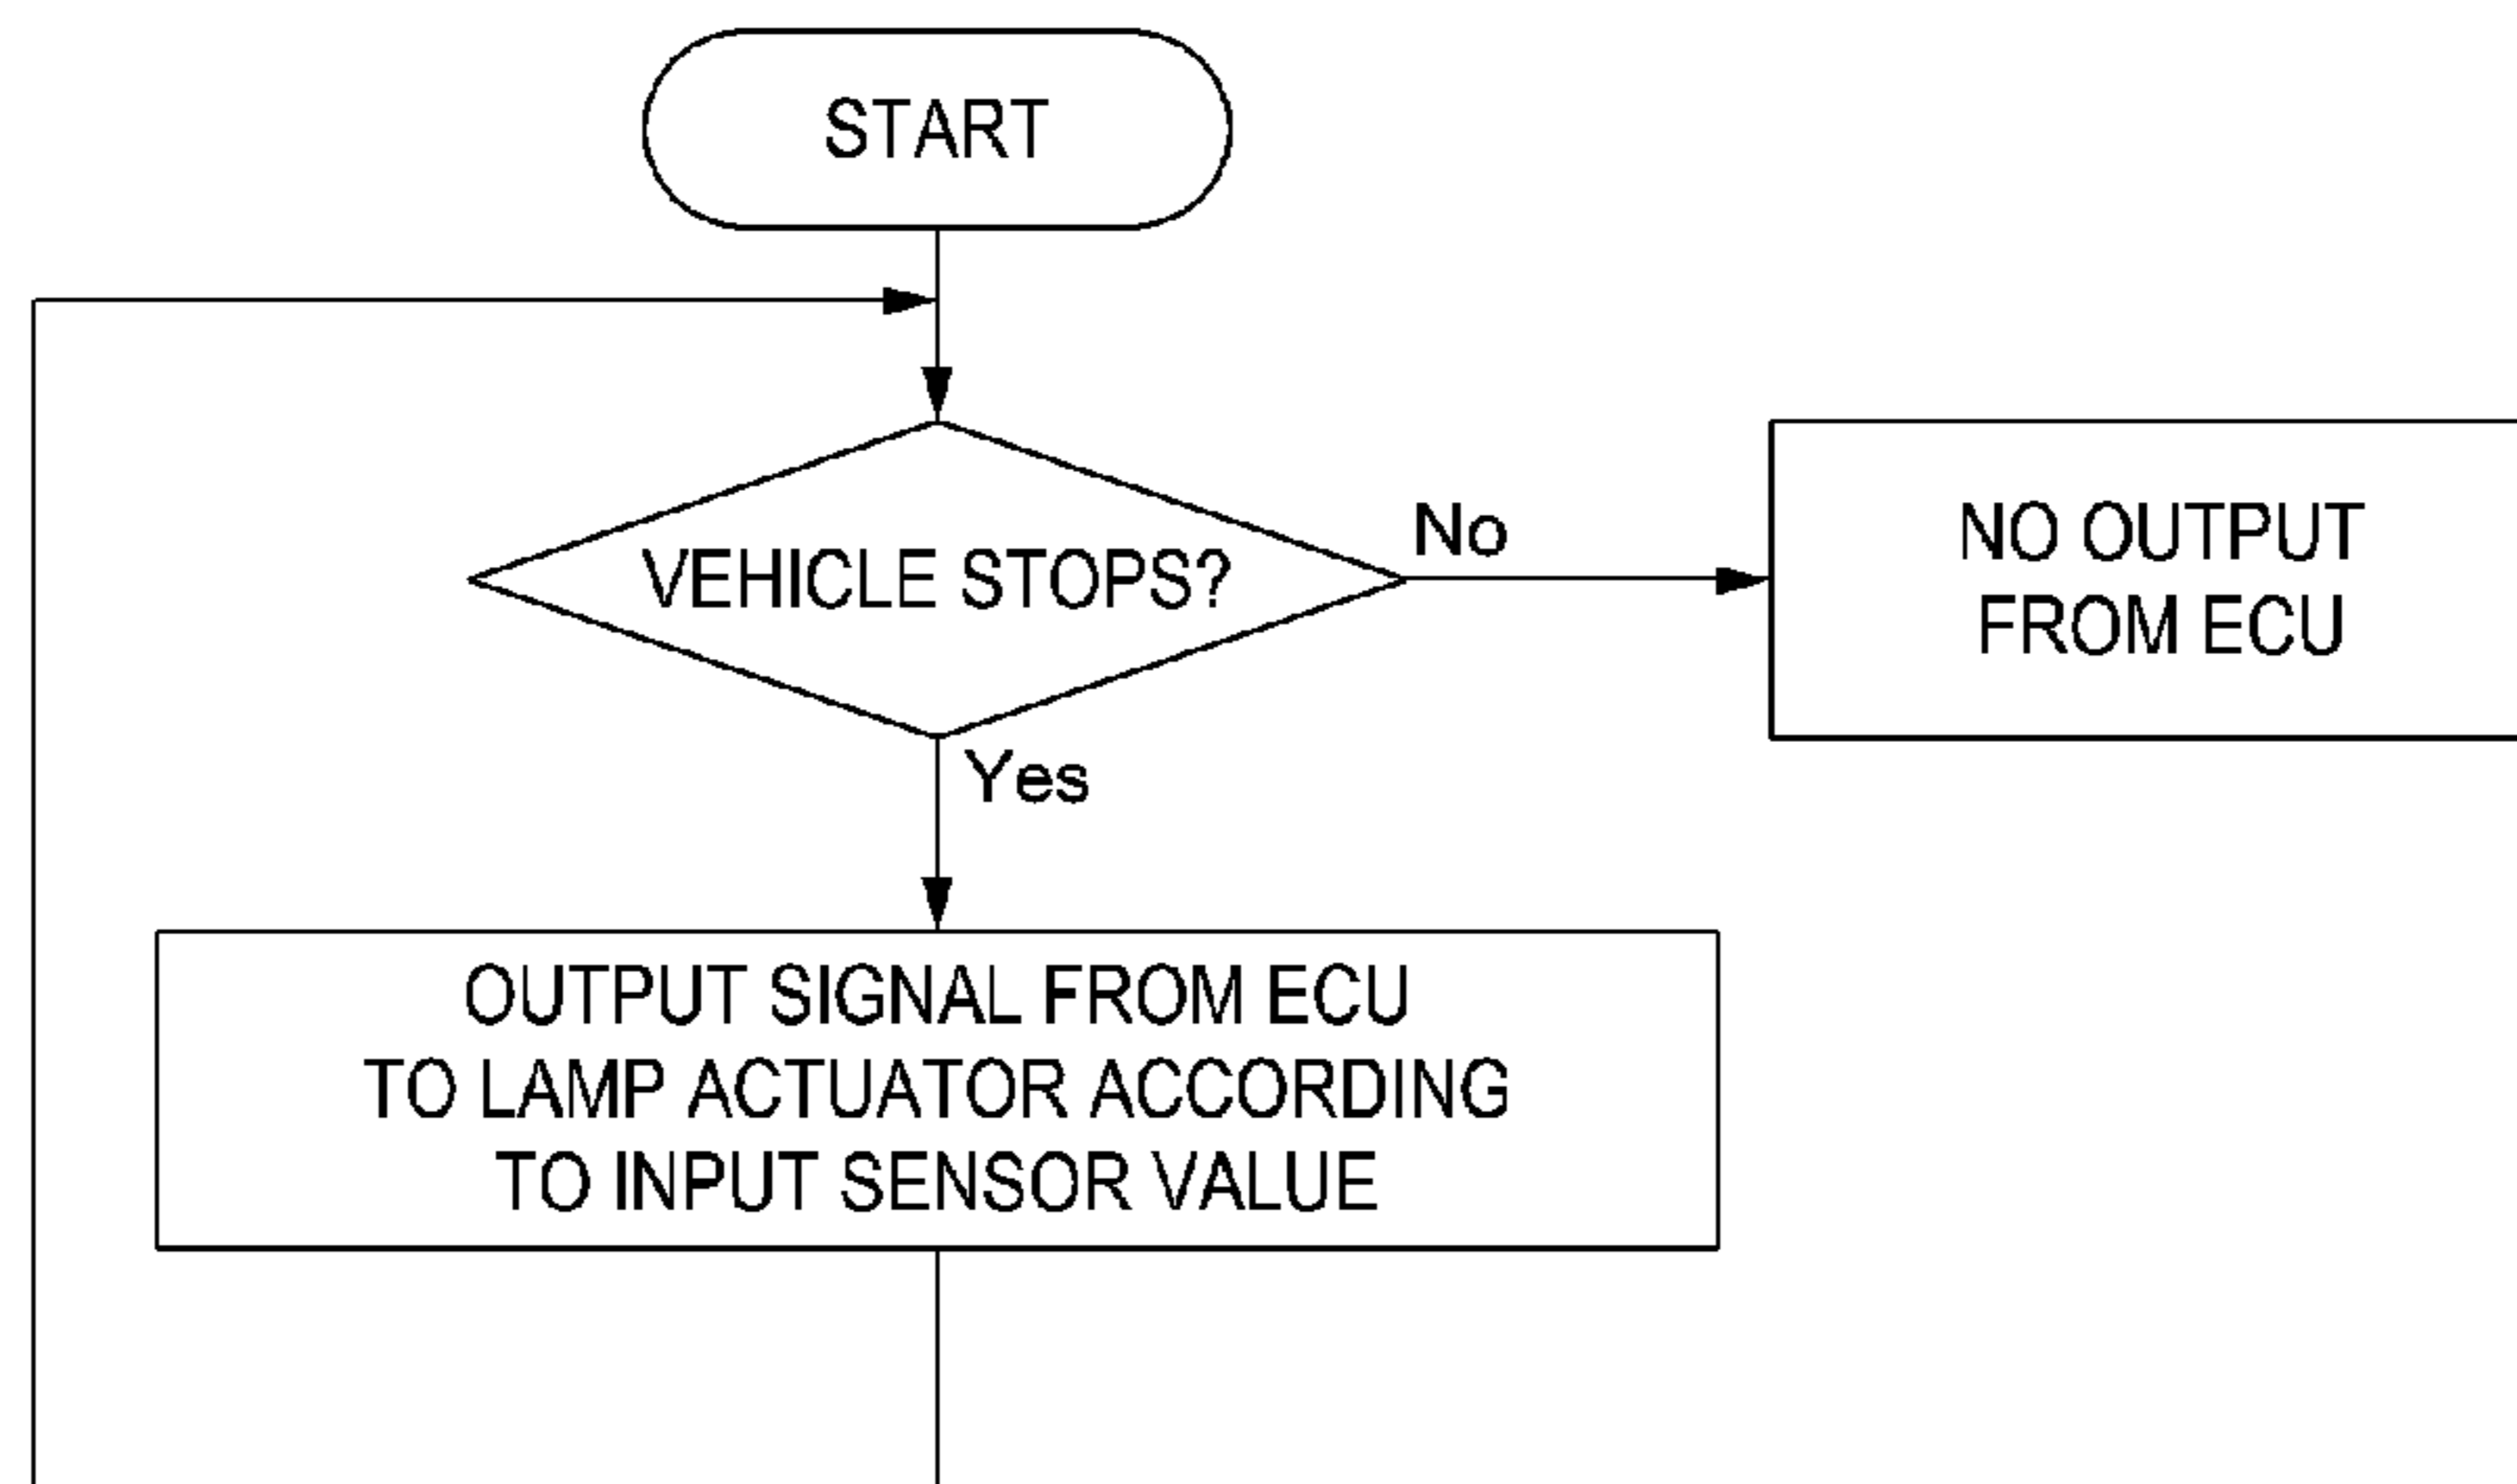 START
VEHICLE STOPS?
No
NO OUTPUT
FROM ECU
Yes
OUTPUT SIGNAL FROM ECU
TO LAMP ACTUATOR ACCORDING
TO INPUT SENSOR VALUE